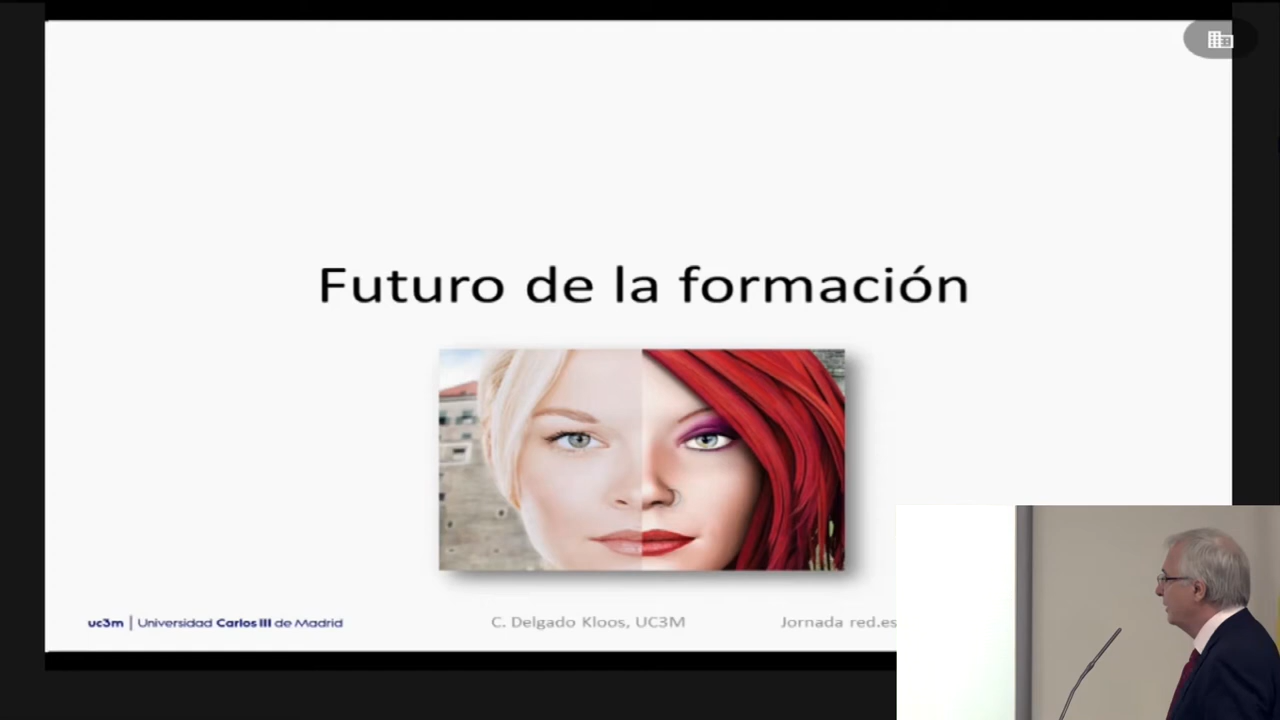 Futuro de la formación
uc3m | Universidad Carlos III de Madrid
C. Delgado Kloos, UC3M
Jornada red.es